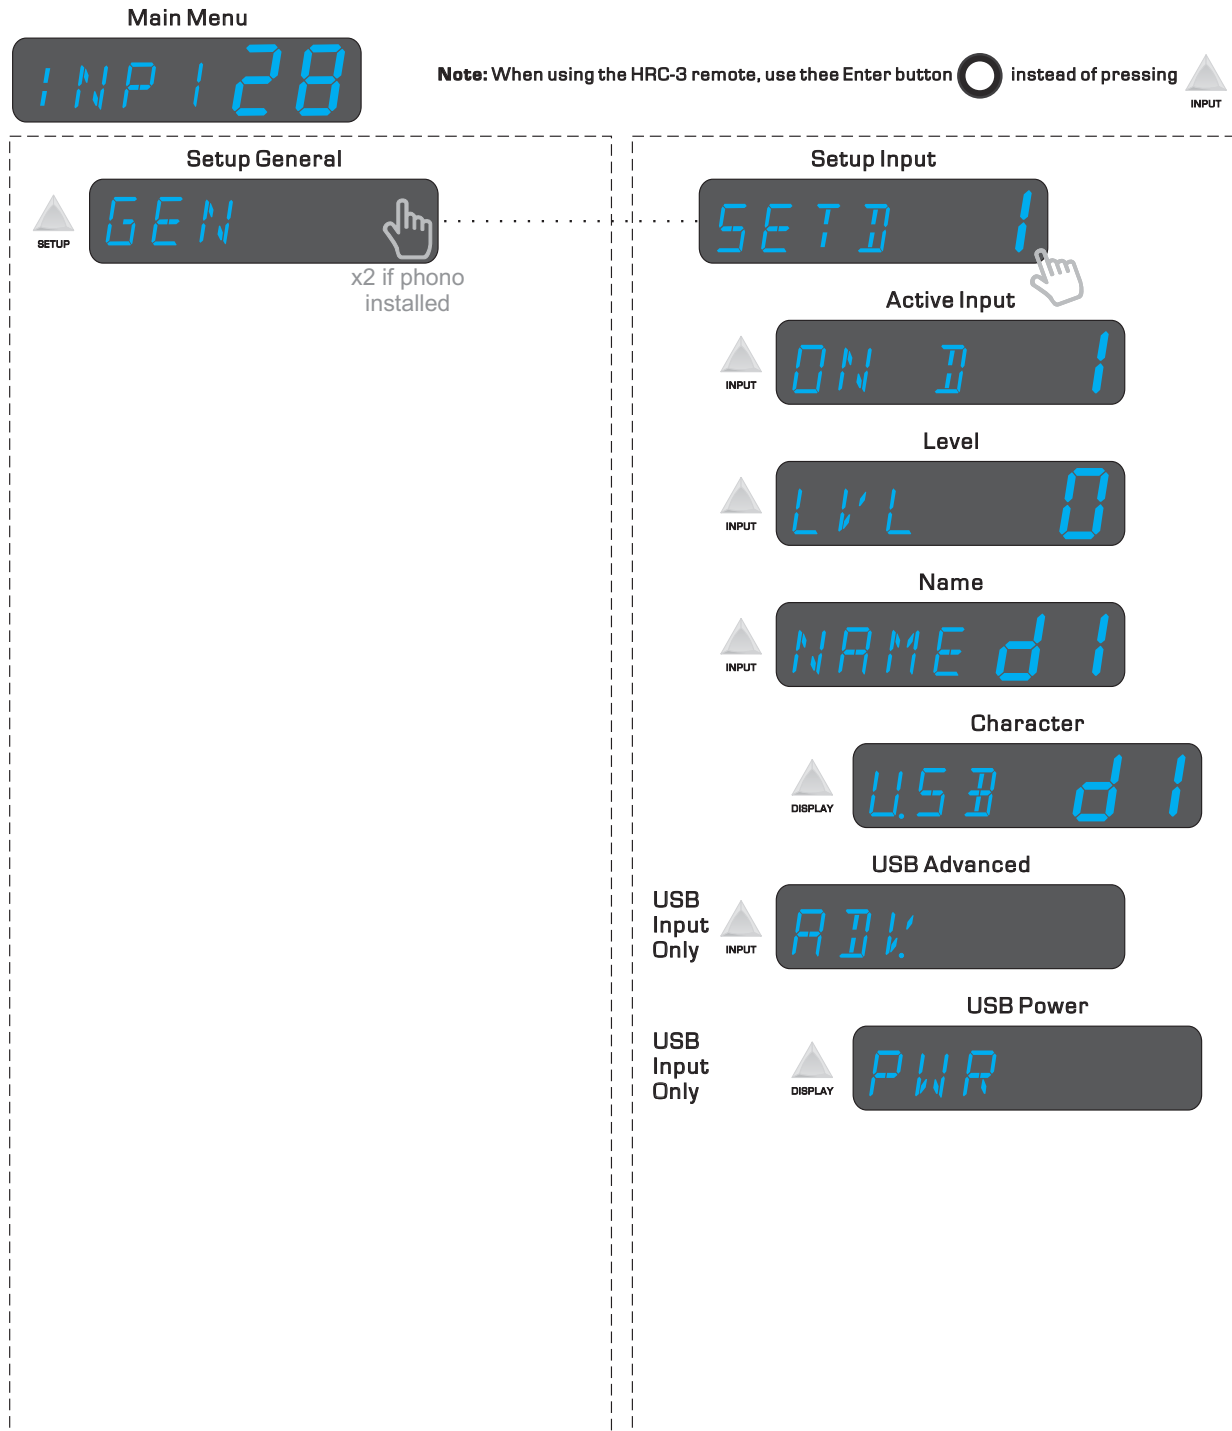 Main Menu
INP 1 28
Note: When using the HRC-3 remote, use thee Enter button instead of pressing
INPUT
Setup General
SETUP
GEN
x2 if phono
installed
Setup Input
SETD 1
Active Input
INPUT
ON D 1
Level
INPUT
LVL 0
Name
INPUT
NAME d1
Character
DISPLAY
U.SB d1
USB Advanced
USB
Input
Only
INPUT
ADV.
USB Power
USB
Input
Only
DISPLAY
PWR